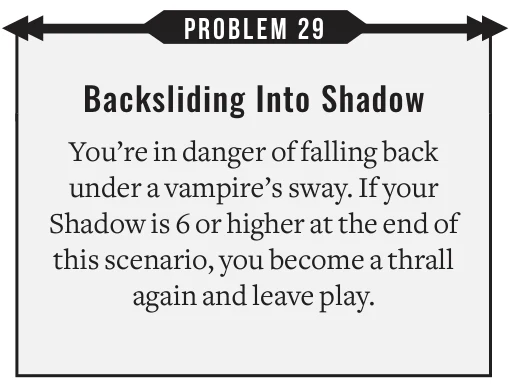 PROBLEM 29
Backsliding Into Shadow
You’re in danger of falling back
under a vampire’s sway. If your
Shadow is 6 or higher at the end of
this scenario, you become a thrall
again and leave play.